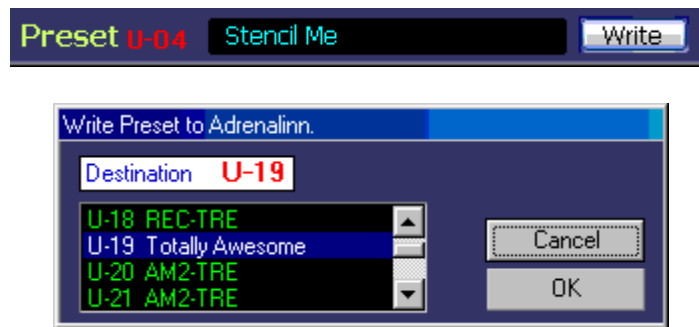 Preset U-04 Stencil Me Write
Write Preset to Adrenalinn.
Destination U-19
U-18 REC-TRE
U-19 Totally Awesome
U-20 AM2-TRE
U-21 AM2-TRE
Cancel
OK